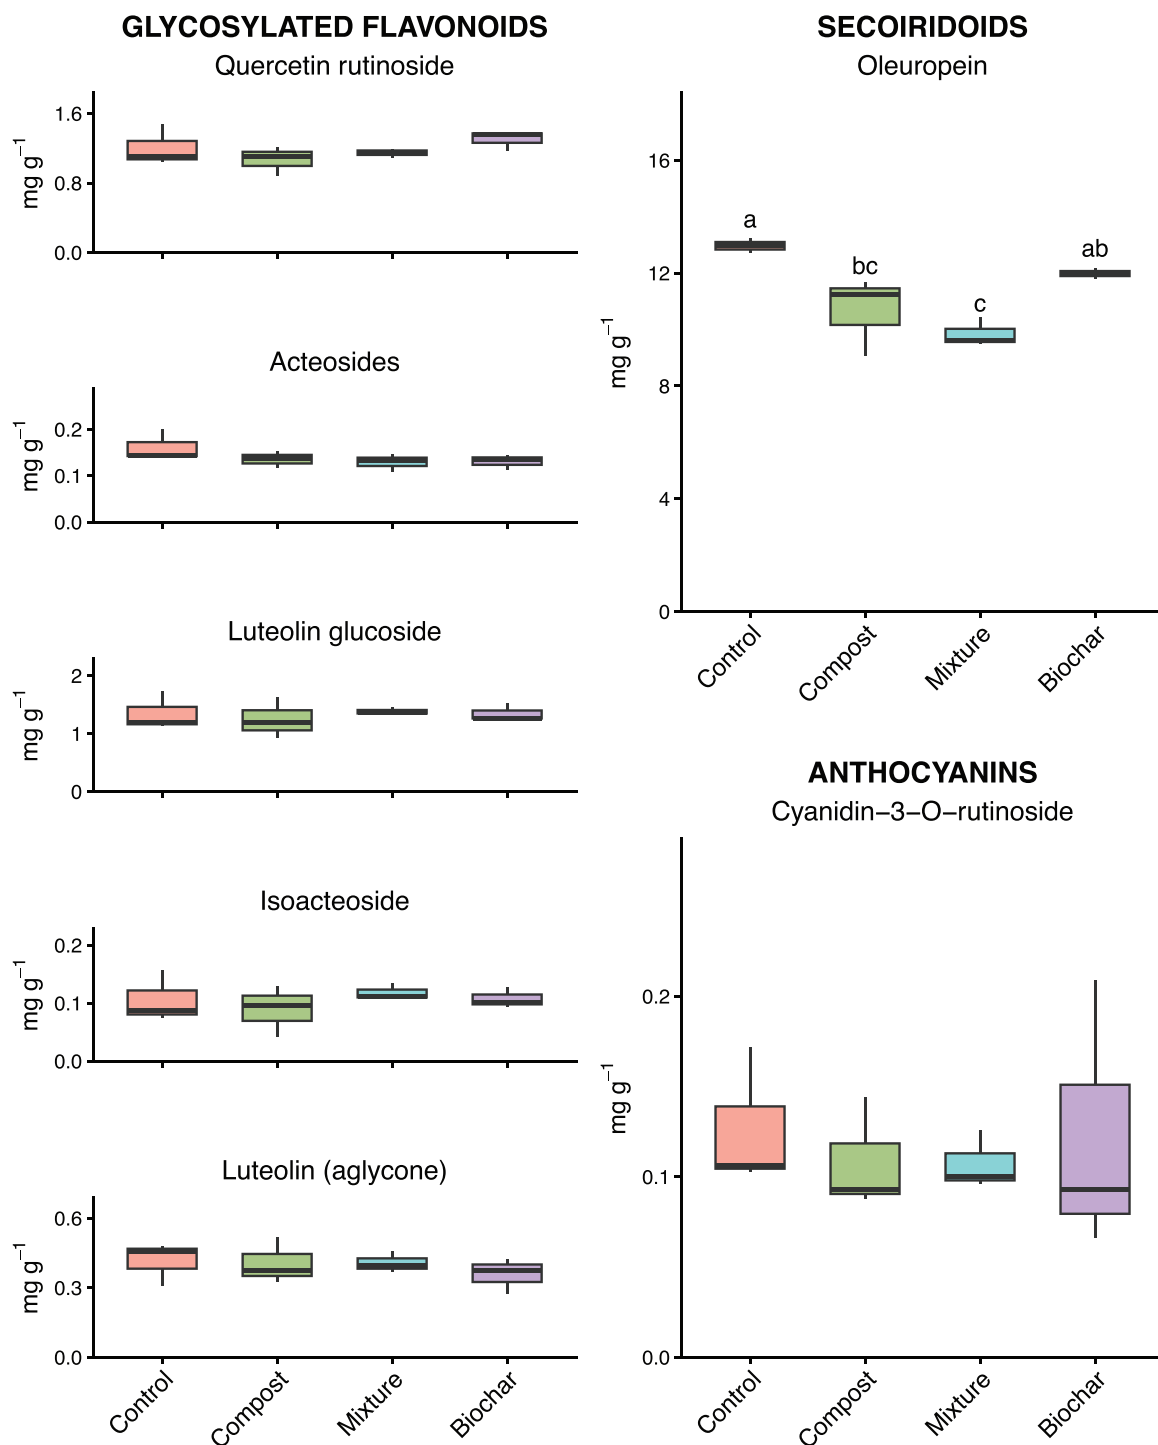 GLYCOSYLATED FLAVONOIDS
Quercetin rutinoside
mg g⁻¹
1.6
0.8
0.0
Acteosides
mg g⁻¹
0.2
0.1
0.0
Luteolin glucoside
mg g⁻¹
2
1
0
Isoacteoside
mg g⁻¹
0.2
0.1
0.0
Luteolin (aglycone)
mg g⁻¹
0.6
0.3
0.0
Control
Compost
Mixture
Biochar
SECOIRIDOIDS
Oleuropein
mg g⁻¹
16
12
8
4
0
a
bc
c
ab
Control
Compost
Mixture
Biochar
ANTHOCYANINS
Cyanidin−3−O−rutinoside
mg g⁻¹
0.2
0.1
0.0
Control
Compost
Mixture
Biochar